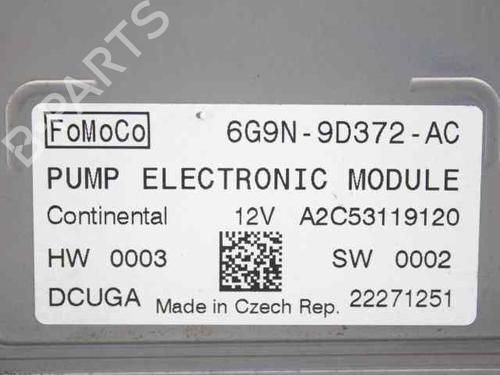 B-PARTS
FoMoCo 6G9N-9D372-AC
PUMP ELECTRONIC MODULE
Continental 12V A2C53119120
HW 0003 SW 0002
DCUGA Made in Czech Rep. 22271251